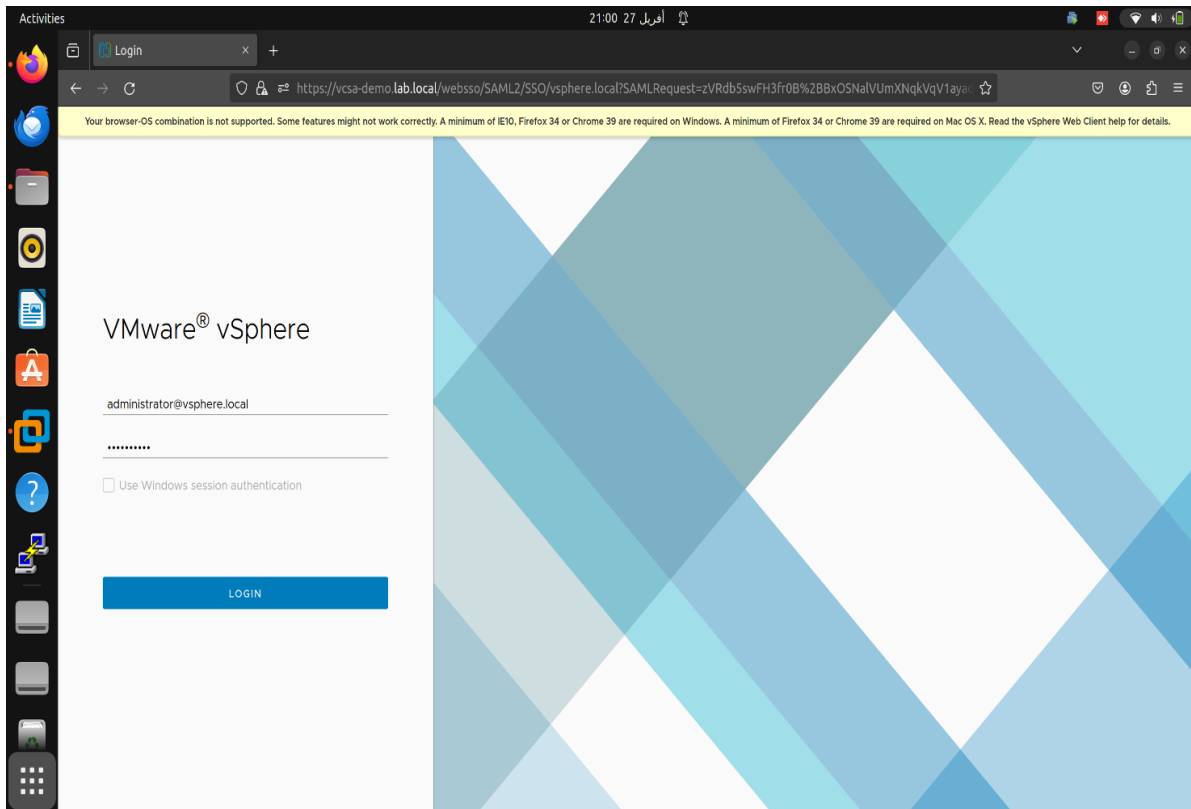 Activities
21:00 27 أفريل
Login
https://vcsa-demo.lab.local/websso/SAML2/SSO/vsphere.local?SAMLRequest=zVRdb5swFH3fr0B%2BBxOSNalVUmXNqkVqV1aya
Your browser-OS combination is not supported. Some features might not work correctly. A minimum of IE10, Firefox 34 or Chrome 39 are required on Windows. A minimum of Firefox 34 or Chrome 39 are required on Mac OS X. Read the vSphere Web Client help for details.
VMware® vSphere
administrator@vsphere.local
Use Windows session authentication
LOGIN